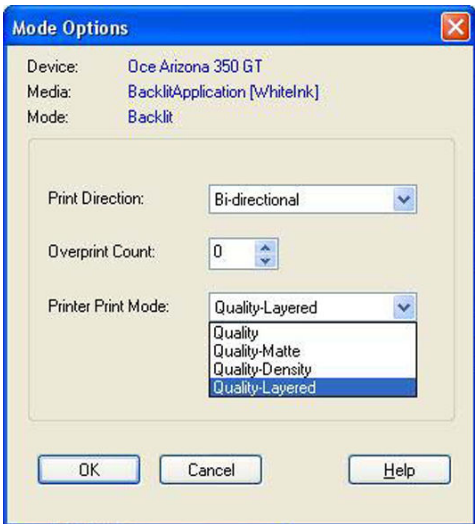 Mode Options
Device: Oce Arizona 350 GT
Media: BacklitApplication [WhiteInk]
Mode: Backlit
Print Direction: Bi-directional
Overprint Count: 0
Printer Print Mode: Quality-Layered
Quality
Quality-Matte
Quality-Density
Quality-Layered
OK Cancel Help